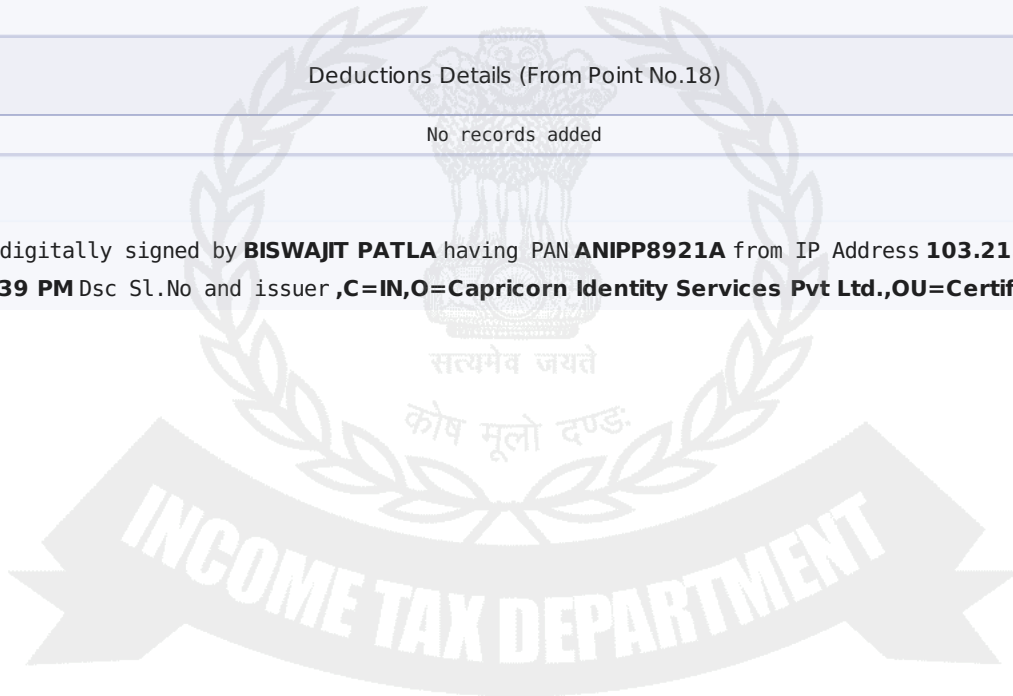 Deductions Details (From Point No.18)
No records added
digitally signed by BISWAJIT PATLA having PAN ANIPP8921A from IP Address 103.21
39 PM Dsc Sl.No and issuer ,C=IN,O=Capricorn Identity Services Pvt Ltd.,OU=Certif
सत्यमेव जयते
कोष मूलो दण्डः
INCOME TAX DEPARTMENT